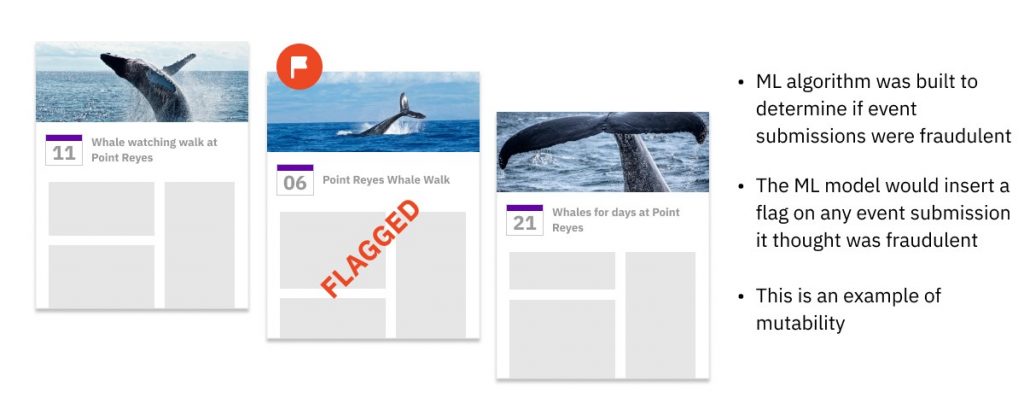 11
Whale watching walk at
Point Reyes
06
Point Reyes Whale Walk
FLAGGED
21
Whales for days at Point
Reyes
• ML algorithm was built to
determine if event
submissions were fraudulent
• The ML model would insert a
flag on any event submission
it thought was fraudulent
• This is an example of
mutability